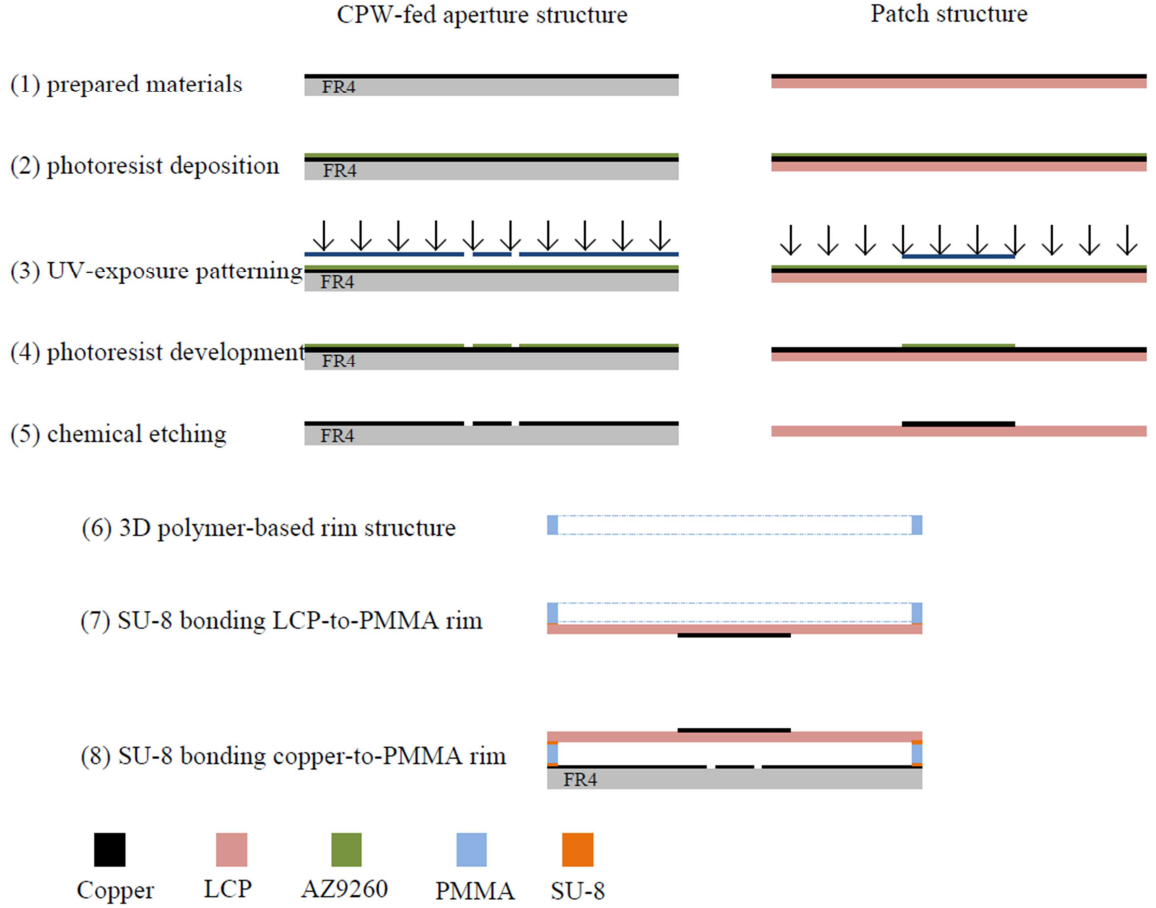 CPW-fed aperture structure
Patch structure
(1) prepared materials
FR4
(2) photoresist deposition
FR4
(3) UV-exposure patterning
FR4
(4) photoresist development
FR4
(5) chemical etching
FR4
(6) 3D polymer-based rim structure
(7) SU-8 bonding LCP-to-PMMA rim
(8) SU-8 bonding copper-to-PMMA rim
FR4
Copper
LCP
AZ9260
PMMA
SU-8